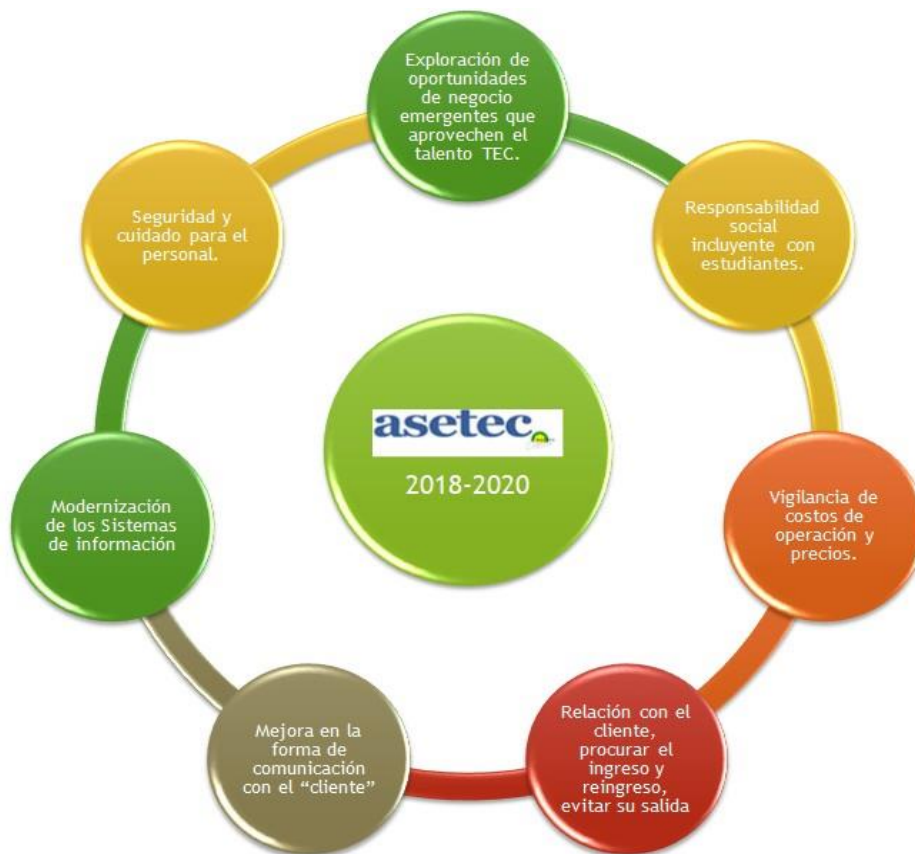 Exploración de
oportunidades
de negocio
emergentes que
aprovechen el
talento TEC.
Responsabilidad
social
incluyente con
estudiantes.
Vigilancia de
costos de
operación y
precios.
Relación con el
cliente,
procurar el
ingreso y
reingreso,
evitar su salida
Mejora en la
forma de
comunicación
con el “cliente”
Modernización
de los Sistemas
de información
Seguridad y
cuidado para el
personal.
asetec
2018-2020